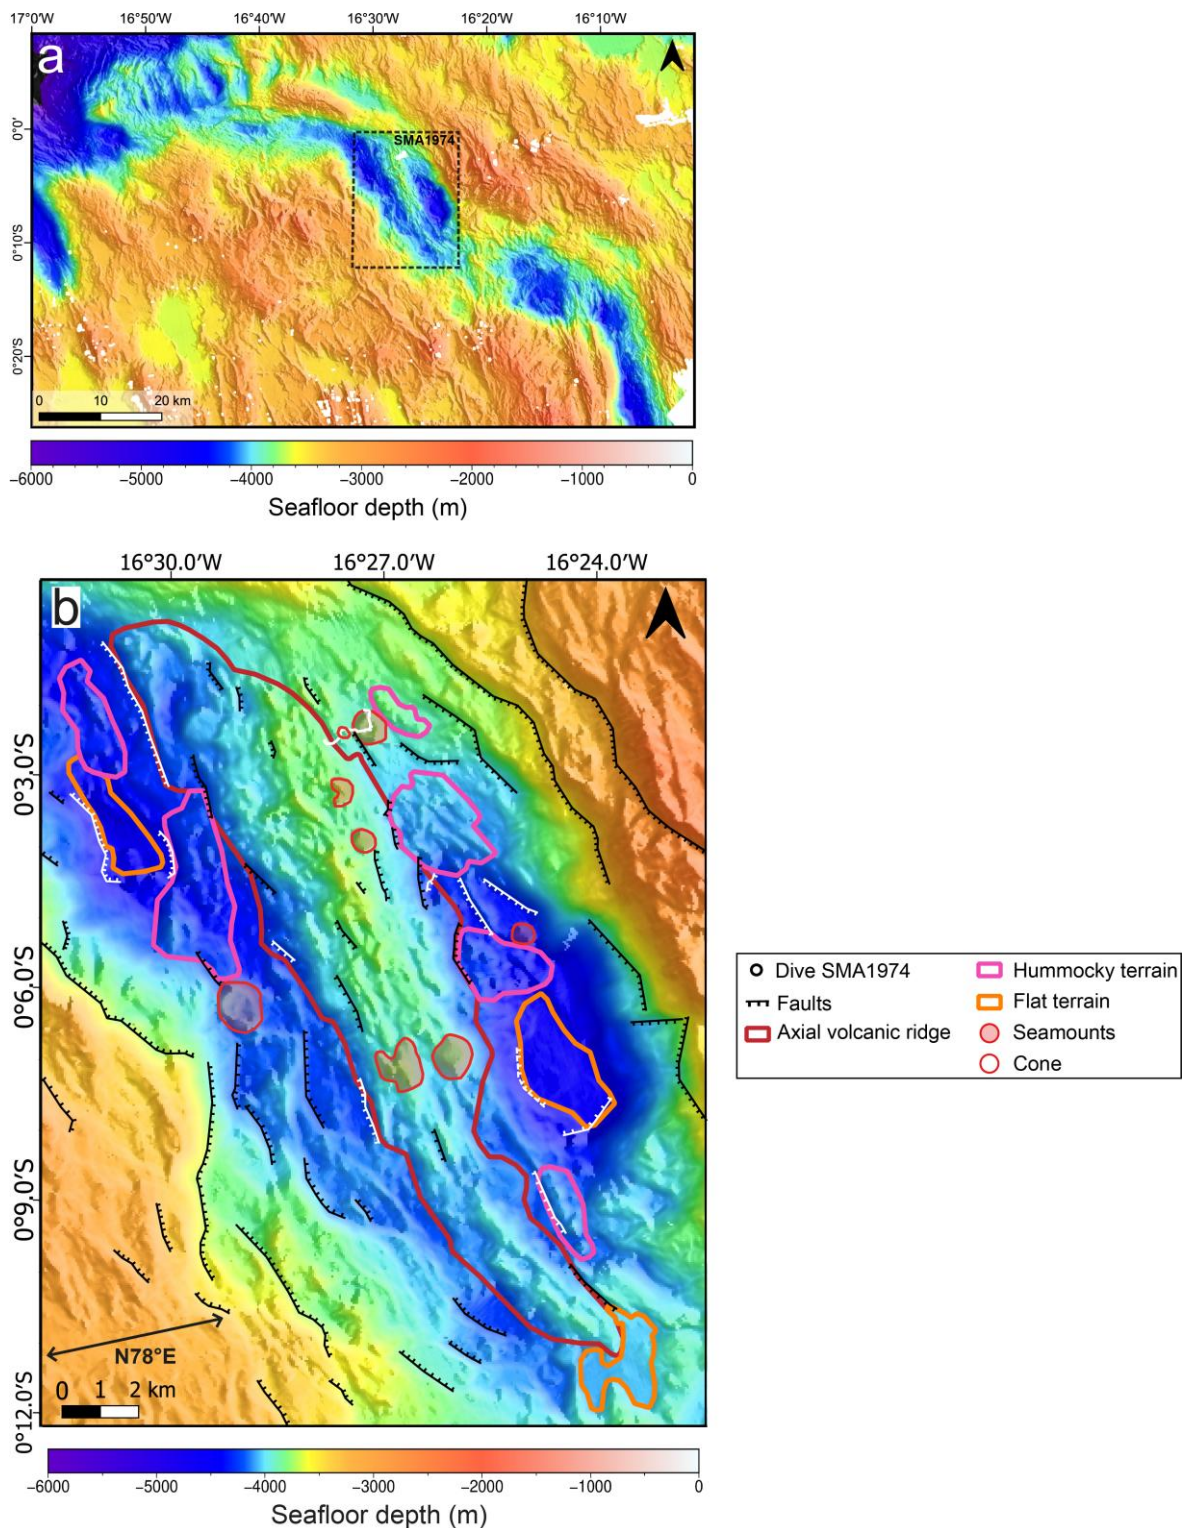 17°0' 16°50'W 16°40'W 16°30'W 16°20'W 16°10'W
a
SMA1974
0°0'
0°10'S
0°20'S
0 10 20 km
−6000 −5000 −4000 −3000 −2000 −1000 0
Seafloor depth (m)
16°30.0'W 16°27.0'W 16°24.0'W
b
0°3.0'S
0°6.0'S
0°9.0'S
0°12.0'S
N78°E
0 1 2 km
Dive SMA1974
Faults
Axial volcanic ridge
Hummocky terrain
Flat terrain
Seamounts
Cone
−6000 −5000 −4000 −3000 −2000 −1000 0
Seafloor depth (m)